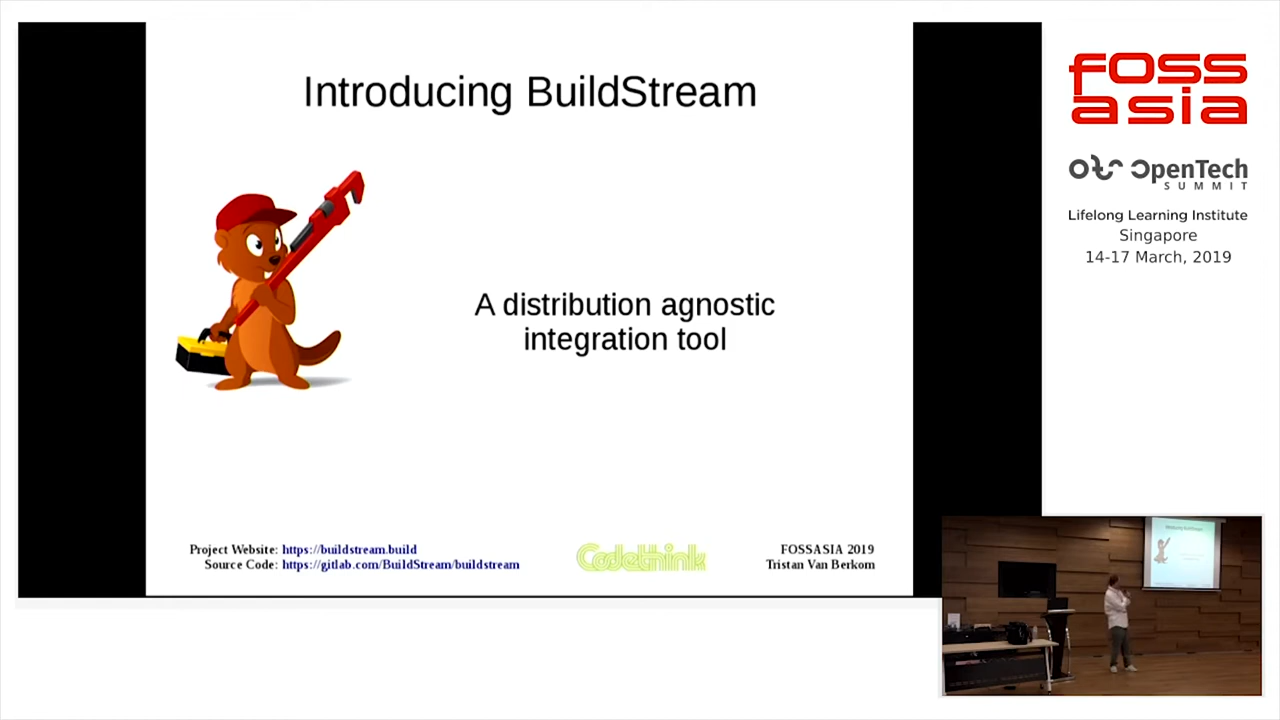 Introducing BuildStream
A distribution agnostic
integration tool
Project Website: https://buildstream.build
Source Code: https://gitlab.com/BuildStream/buildstream
Codethink
FOSSASIA 2019
Tristan Van Berkom
FOSS
asia
OpenTech
SUMMIT
Lifelong Learning Institute
Singapore
14-17 March, 2019